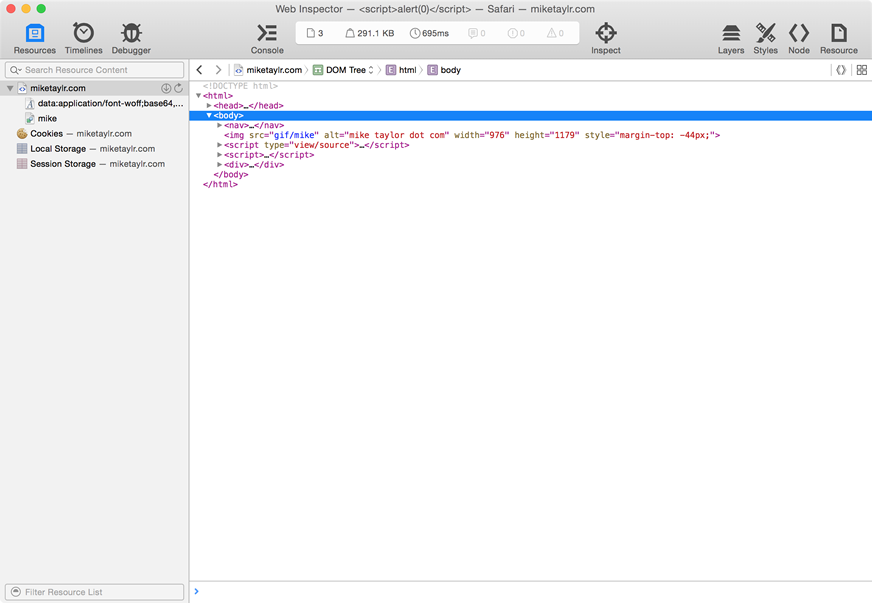 Web Inspector — <script>alert(0)</script> — Safari — miketaylr.com
Resources Timelines Debugger Console 3 291.1 KB 695ms 0 0 0 Inspect Layers Styles Node Resource
Search Resource Content
miketaylr.com DOM Tree E html E body
miketaylr.com
data:application/font-woff;base64,...
mike
Cookies — miketaylr.com
Local Storage — miketaylr.com
Session Storage — miketaylr.com
<!DOCTYPE html>
<html>
<head>…</head>
<body>
<nav>…</nav>
<img src="gif/mike" alt="mike taylor dot com" width="976" height="1179" style="margin-top: -44px;">
<script type="view/source">…</script>
<script>…</script>
<div>…</div>
</body>
</html>
Filter Resource List